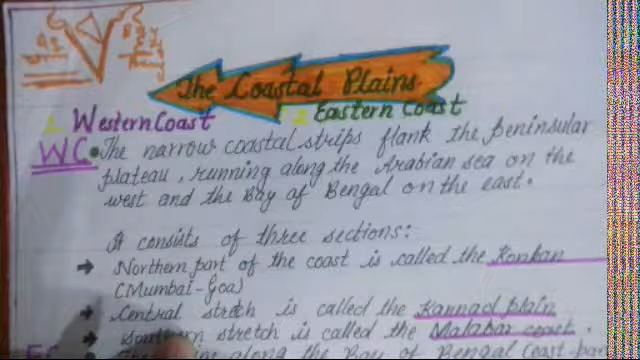 The Coastal Plains
1. Western Coast 2. Eastern Coast
WC • The narrow coastal strips flank the peninsular
plateau, running along the Arabian sea on the
west and the Bay of Bengal on the east.
It consists of three sections:
→ Northern part of the coast is called the Konkan
(Mumbai-Goa)
→ Central stretch is called the Kannad plain
→ Southern stretch is called the Malabar coast.
along the Bay of Bengal Coast